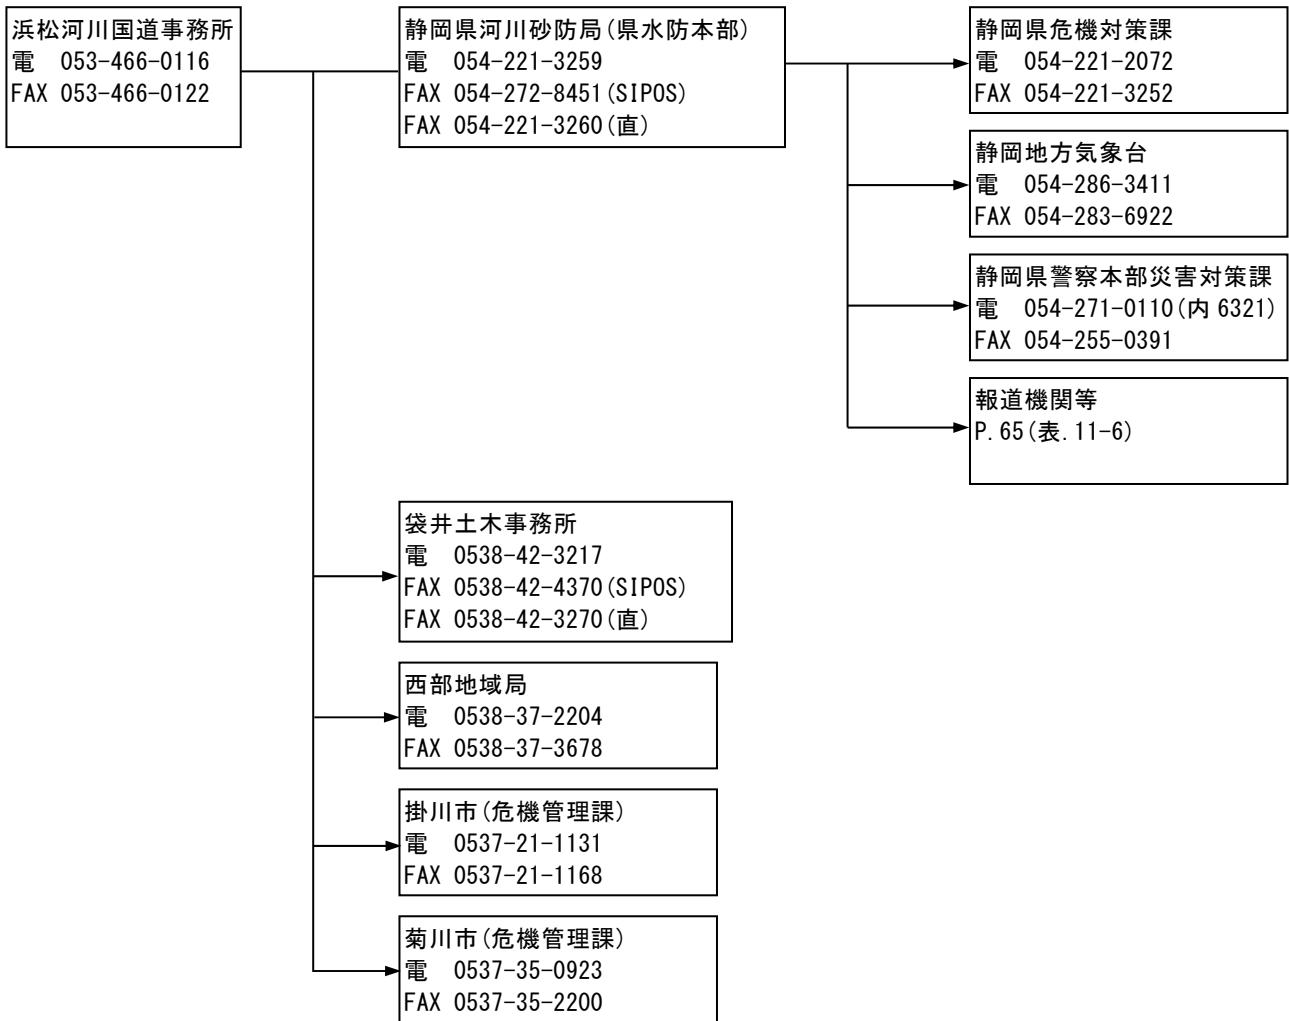 浜松河川国道事務所
電　053-466-0116
FAX 053-466-0122
静岡県河川砂防局(県水防本部)
電　054-221-3259
FAX 054-272-8451(SIPOS)
FAX 054-221-3260(直)
静岡県危機対策課
電　054-221-2072
FAX 054-221-3252
静岡地方気象台
電　054-286-3411
FAX 054-283-6922
静岡県警察本部災害対策課
電　054-271-0110(内 6321)
FAX 054-255-0391
報道機関等
P.65(表.11-6)
袋井土木事務所
電　0538-42-3217
FAX 0538-42-4370(SIPOS)
FAX 0538-42-3270(直)
西部地域局
電　0538-37-2204
FAX 0538-37-3678
掛川市(危機管理課)
電　0537-21-1131
FAX 0537-21-1168
菊川市(危機管理課)
電　0537-35-0923
FAX 0537-35-2200